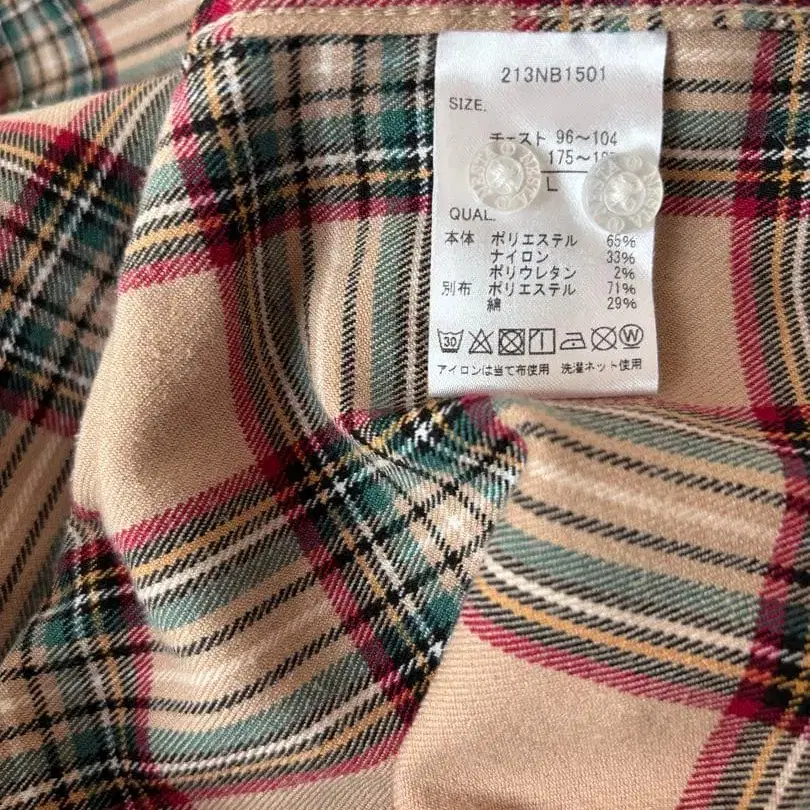 213NB1501
SIZE.
チェスト 96〜104
175〜
L
QUAL.
本体 ポリエステル 65%
ナイロン 33%
ポリウレタン 2%
別布 ポリエステル 71%
綿 29%
30 W
アイロンは当て布使用 洗濯ネット使用